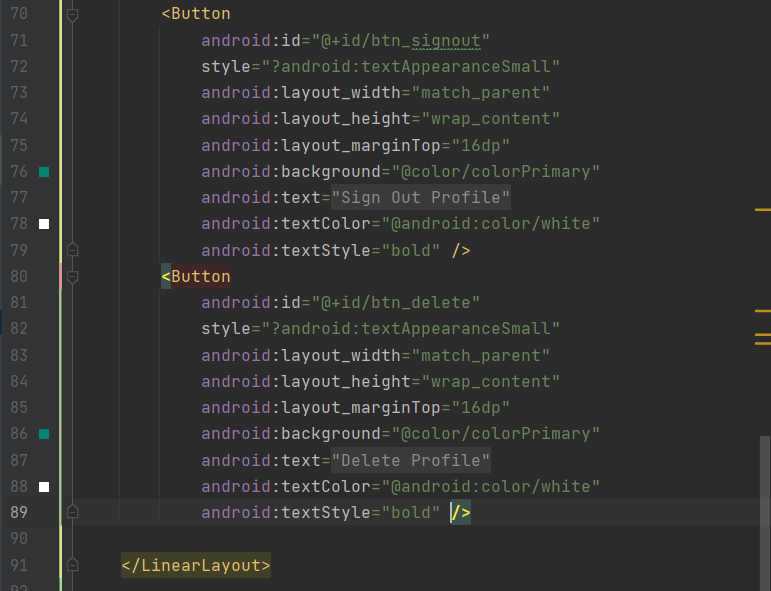 70 <Button
71 android:id="@+id/btn_signout"
72 style="?android:textAppearanceSmall"
73 android:layout_width="match_parent"
74 android:layout_height="wrap_content"
75 android:layout_marginTop="16dp"
76 android:background="@color/colorPrimary"
77 android:text="Sign Out Profile"
78 android:textColor="@android:color/white"
79 android:textStyle="bold" />
80 <Button
81 android:id="@+id/btn_delete"
82 style="?android:textAppearanceSmall"
83 android:layout_width="match_parent"
84 android:layout_height="wrap_content"
85 android:layout_marginTop="16dp"
86 android:background="@color/colorPrimary"
87 android:text="Delete Profile"
88 android:textColor="@android:color/white"
89 android:textStyle="bold" />
90
91 </LinearLayout>
92